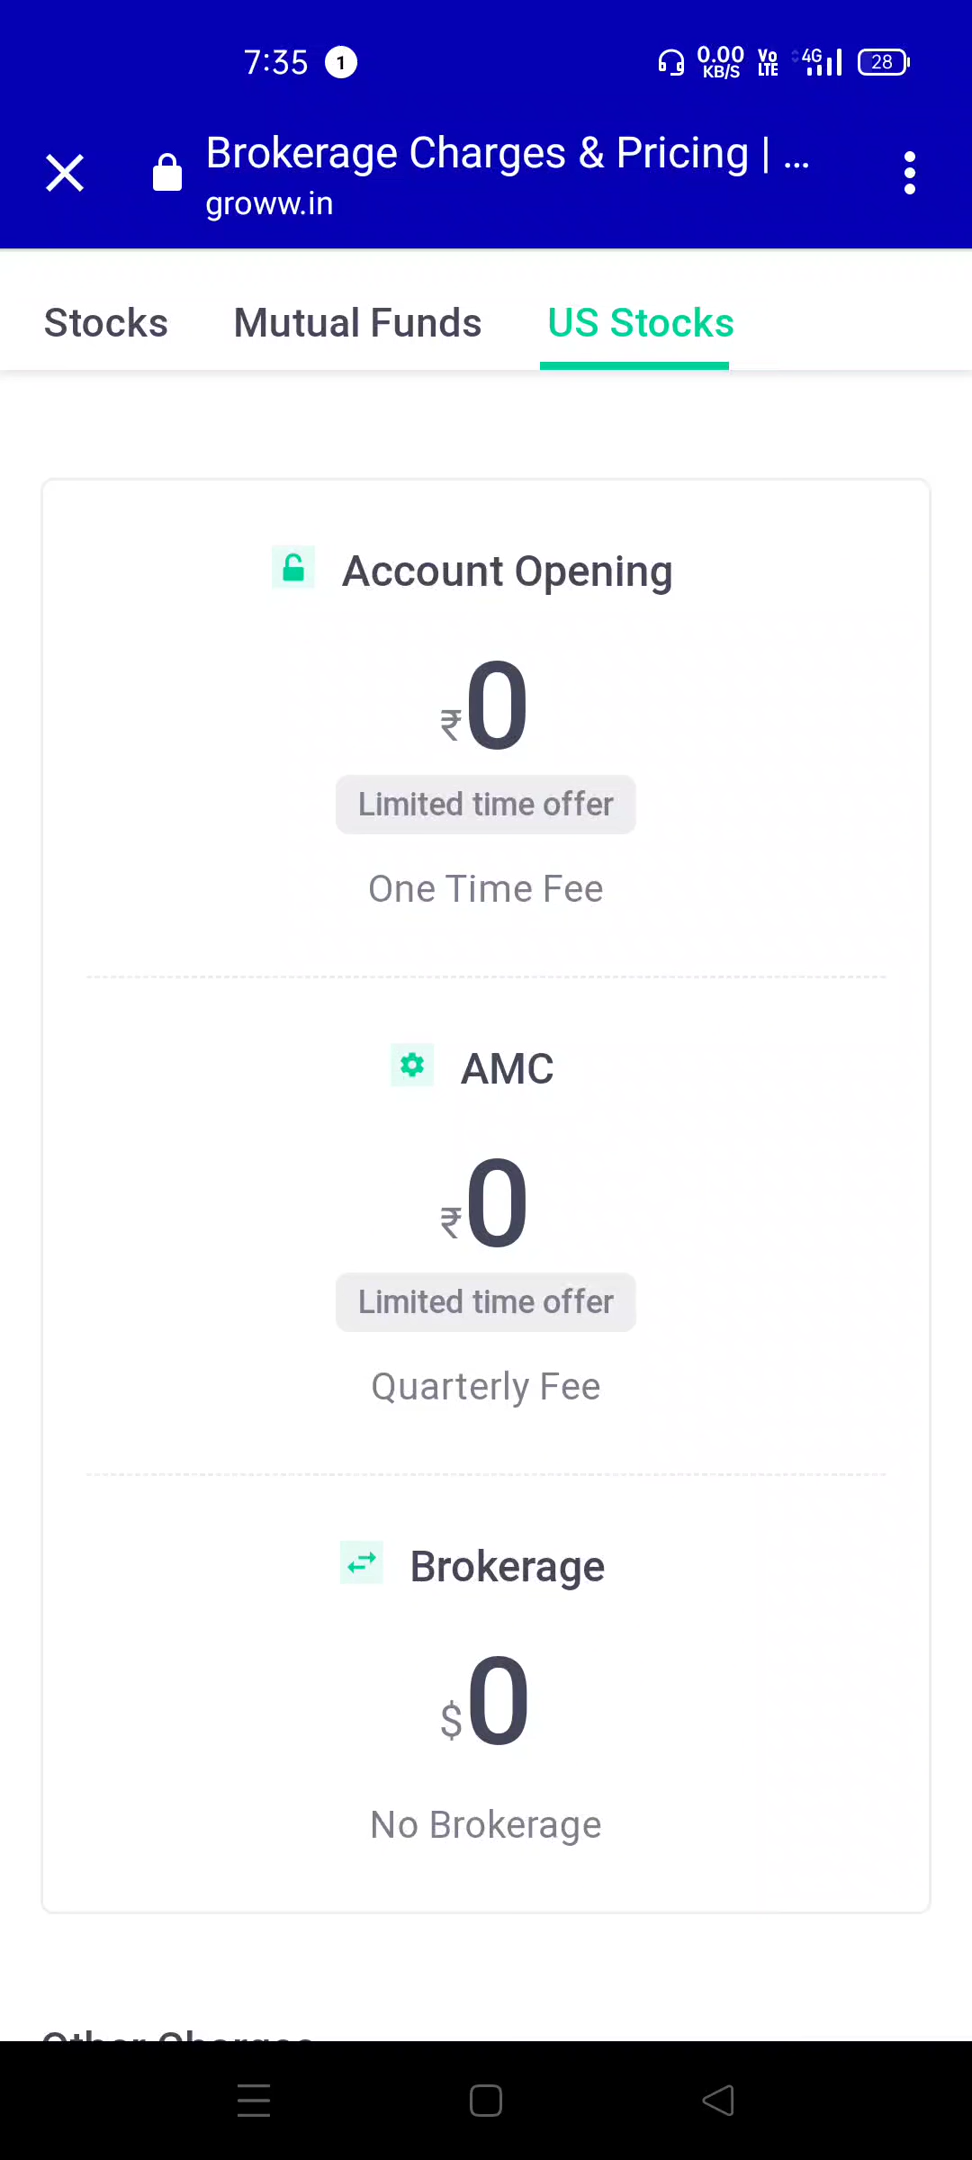 7:35 1 0.00 KB/S Vo LTE 4G 28
Brokerage Charges & Pricing | ...
groww.in
Stocks Mutual Funds US Stocks
Account Opening
₹0
Limited time offer
One Time Fee
AMC
₹0
Limited time offer
Quarterly Fee
Brokerage
$0
No Brokerage
Other Charges